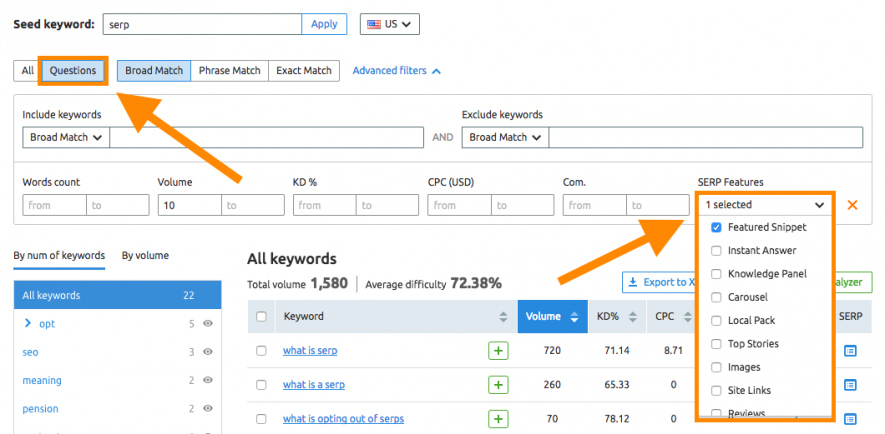 Seed keyword: serp Apply US
All Questions Broad Match Phrase Match Exact Match Advanced filters
Include keywords Exclude keywords
Broad Match AND Broad Match
Words count Volume KD % CPC (USD) Com. SERP Features
from to 10 to from to from to from to 1 selected
Featured Snippet
Instant Answer
Knowledge Panel
Carousel
Local Pack
Top Stories
Images
Site Links
Reviews
By num of keywords By volume
All keywords 22
opt 5
seo 3
meaning 2
pension 2
All keywords
Total volume 1,580 Average difficulty 72.38%
Export to X alyzer
Keyword Volume KD% CPC SERP
what is serp 720 71.14 8.71
what is a serp 260 65.33 0
what is opting out of serps 70 78.12 0